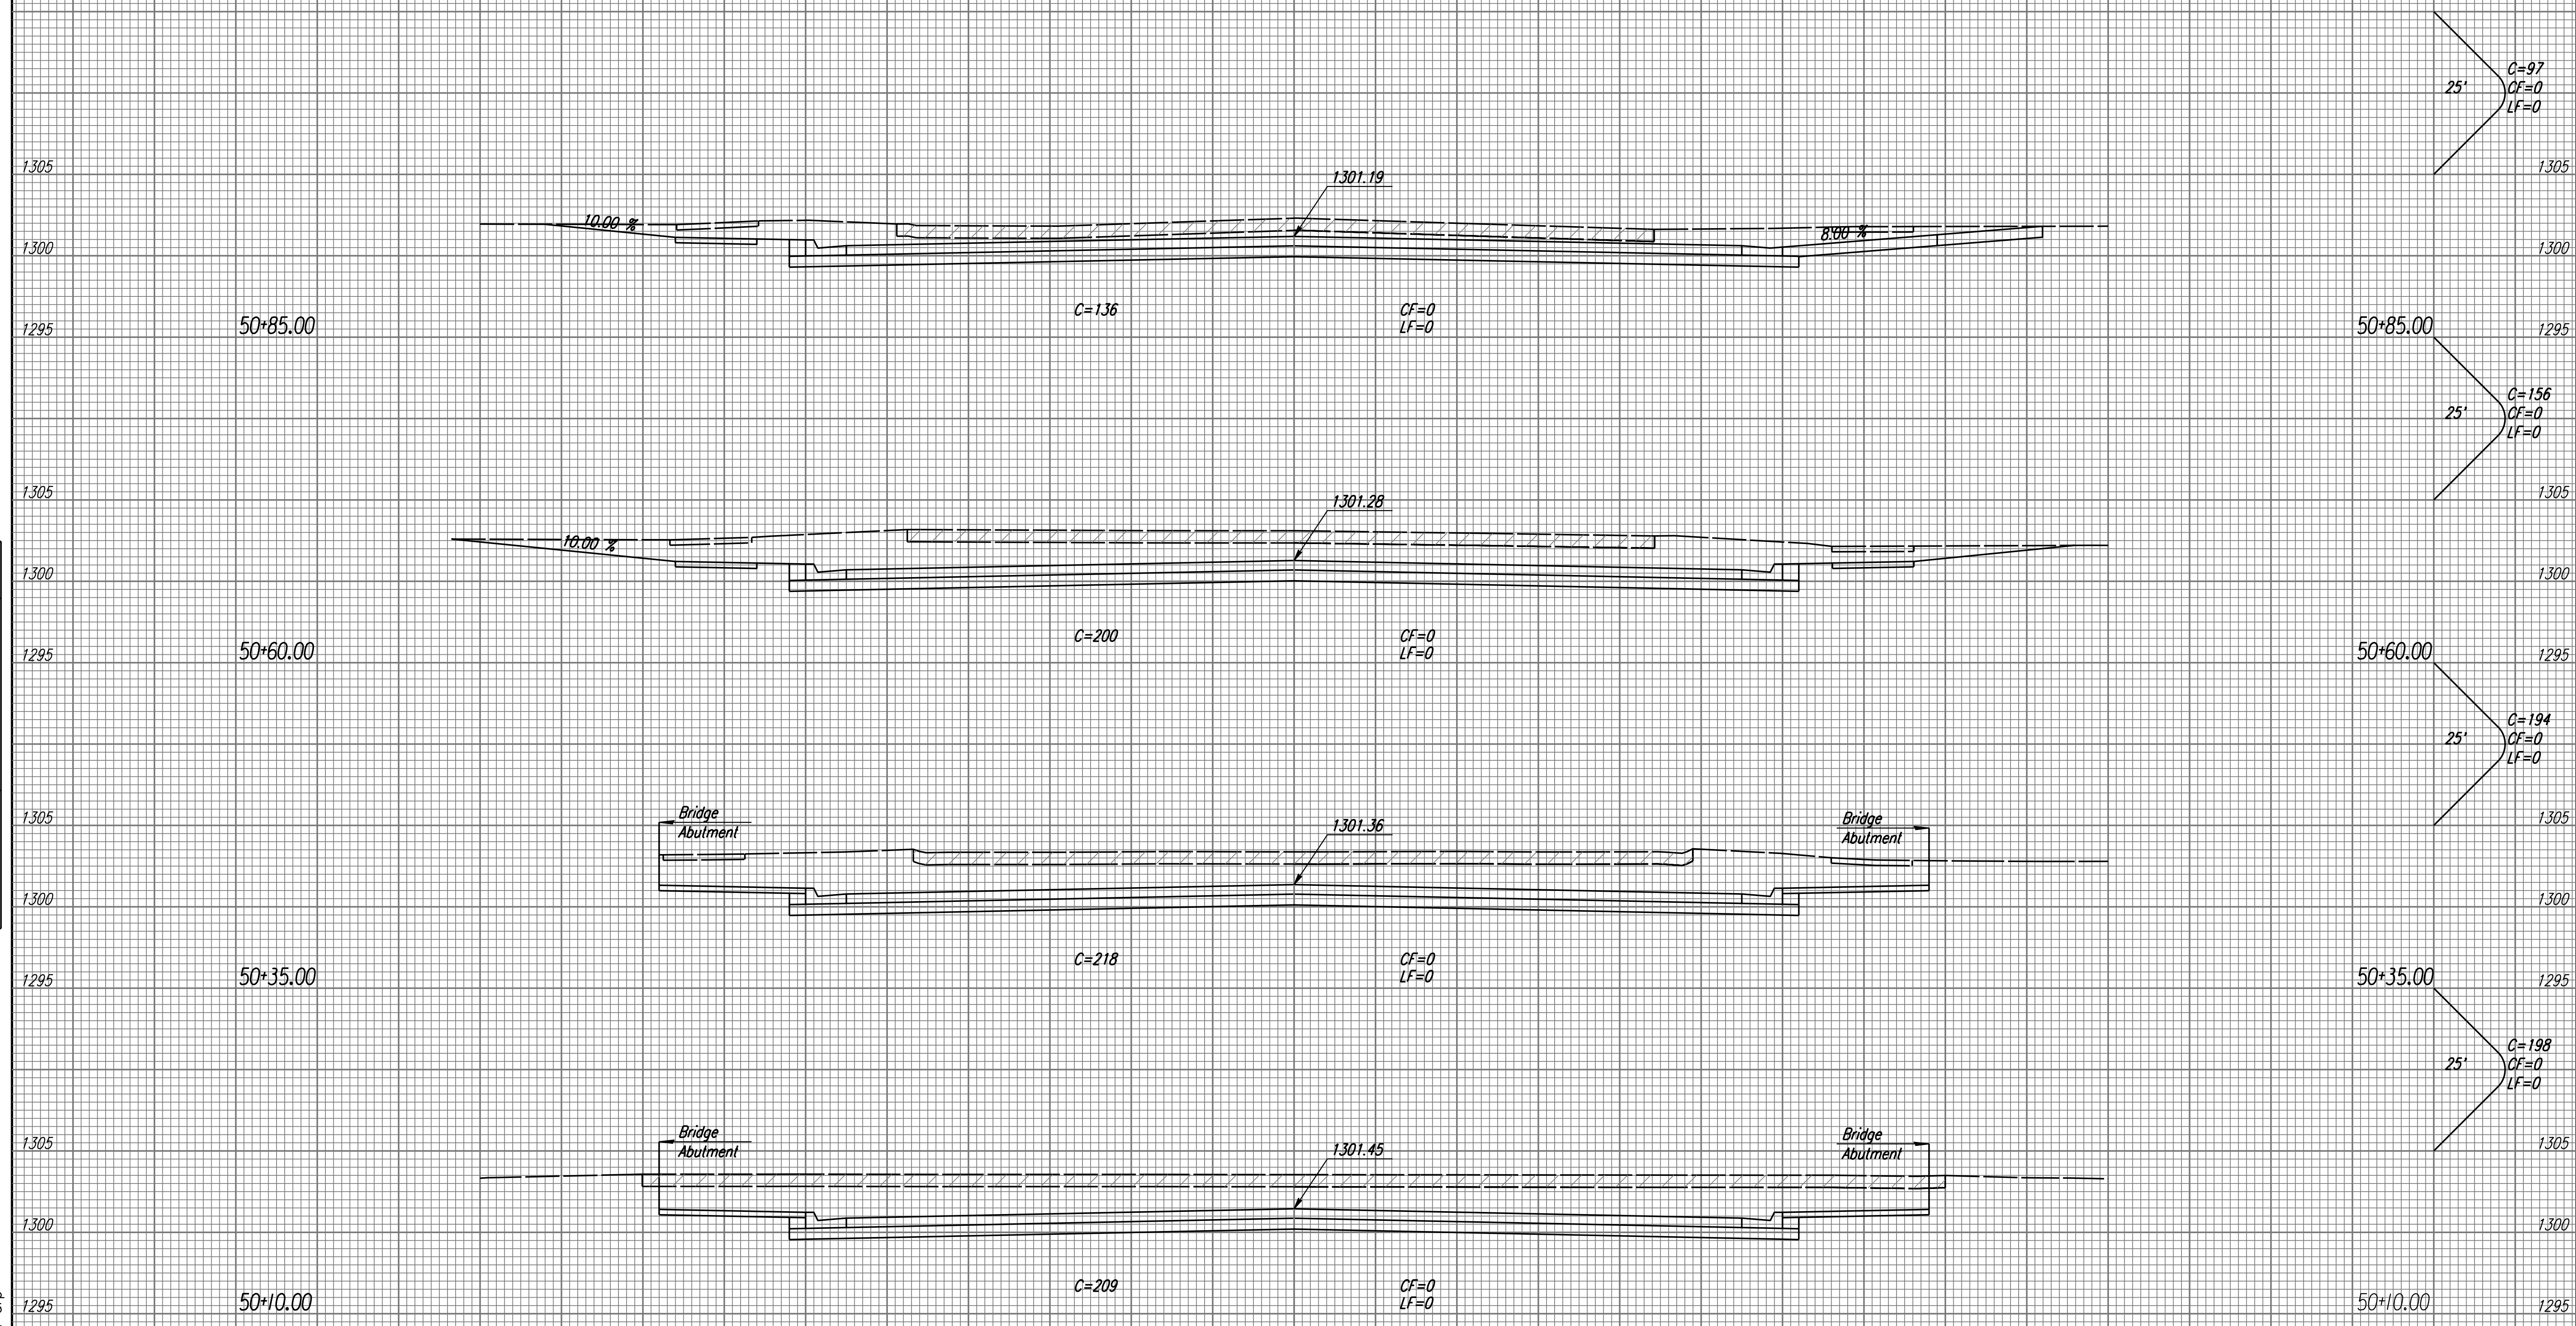 C=97
25' CF=0
LF=0
1305 1305
1301.19
10.00 % 8.00 %
1300 1300
C=136 CF=0
LF=0
1295 50+85.00 50+85.00 1295
C=156
25' CF=0
LF=0
1305 1305
1301.28
10.00 %
1300 1300
C=200 CF=0
LF=0
1295 50+60.00 50+60.00 1295
C=194
25' CF=0
LF=0
1305 Bridge 1301.36 Bridge 1305
Abutment Abutment
1300 1300
C=218 CF=0
LF=0
1295 50+35.00 50+35.00 1295
C=198
25' CF=0
LF=0
1305 Bridge 1301.45 Bridge 1305
Abutment Abutment
1300 1300
C=209 CF=0
LF=0
1295 50+10.00 50+10.00 1295